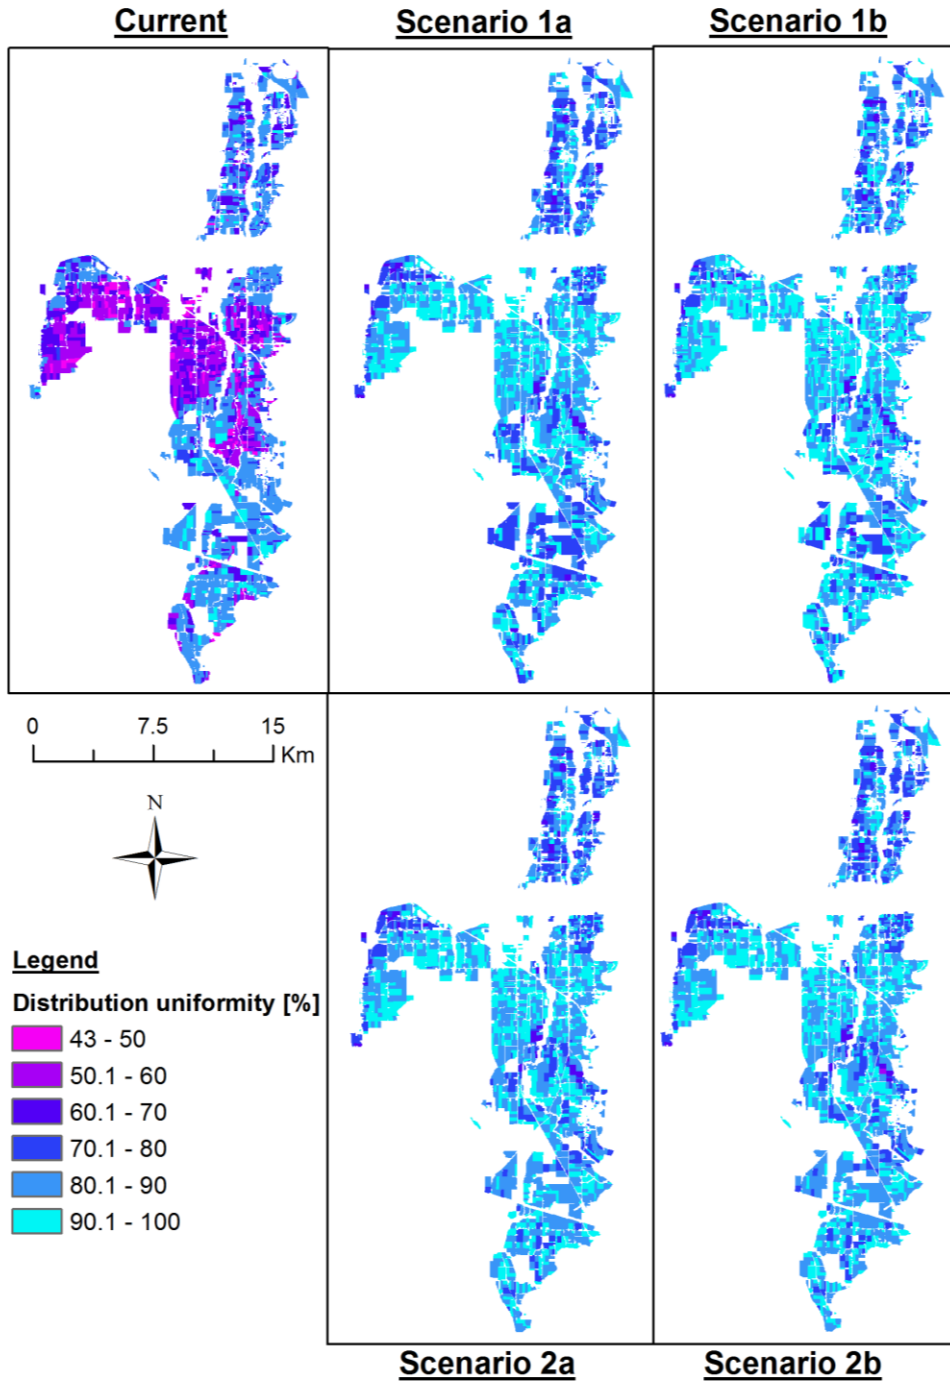 Current
Scenario 1a
Scenario 1b
0
7.5
15
Km
N
Legend
Distribution uniformity [%]
43 - 50
50.1 - 60
60.1 - 70
70.1 - 80
80.1 - 90
90.1 - 100
Scenario 2a
Scenario 2b